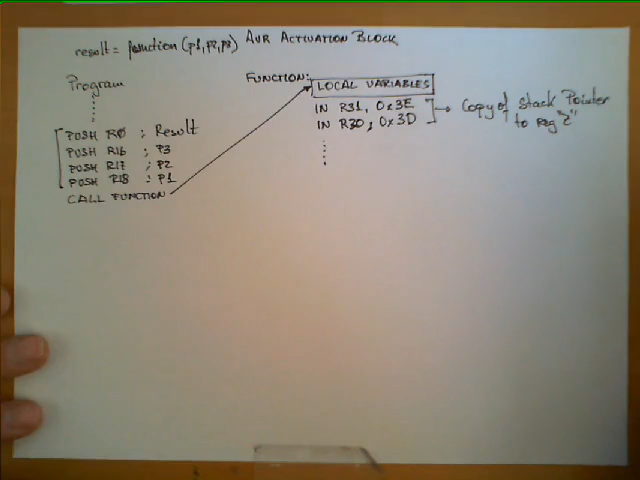 result = function (p1,p2,p3) AVR ACTIVATION BLOCK
Program
PUSH R0 ; Result
PUSH R16 ; P3
PUSH R17 ; P2
PUSH R18 ; P1
CALL FUNCTION
FUNCTION:
LOCAL VARIABLES
IN R31, 0x3E
IN R30, 0x3D
Copy of Stack Pointer
to Reg "Z"